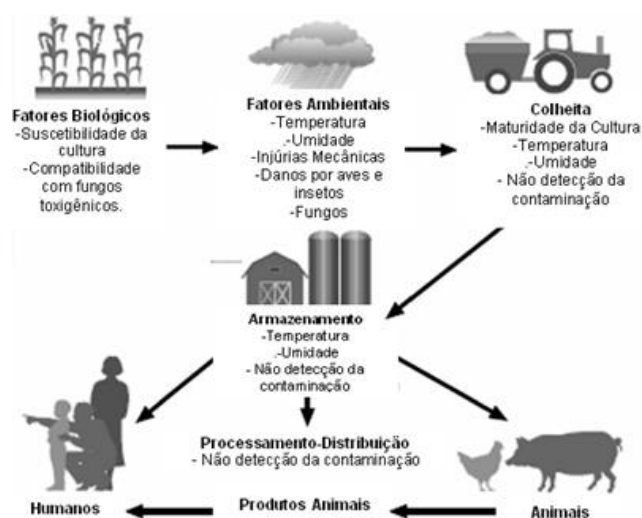 Fatores Biológicos
-Suscetibilidade da
cultura
-Compatibilidade
com fungos
toxigênicos.
Fatores Ambientais
-Temperatura
.-Umidade
-Injúrias Mecânicas
-Danos por aves e
insetos
-Fungos
Colheita
-Maturidade da Cultura
-Temperatura
-Umidade
- Não detecção da
contaminação
Armazenamento
-Temperatura
.-Umidade
- Não detecção da
contaminação
Processamento-Distribuição
- Não detecção da contaminação
Humanos
Produtos Animais
Animais